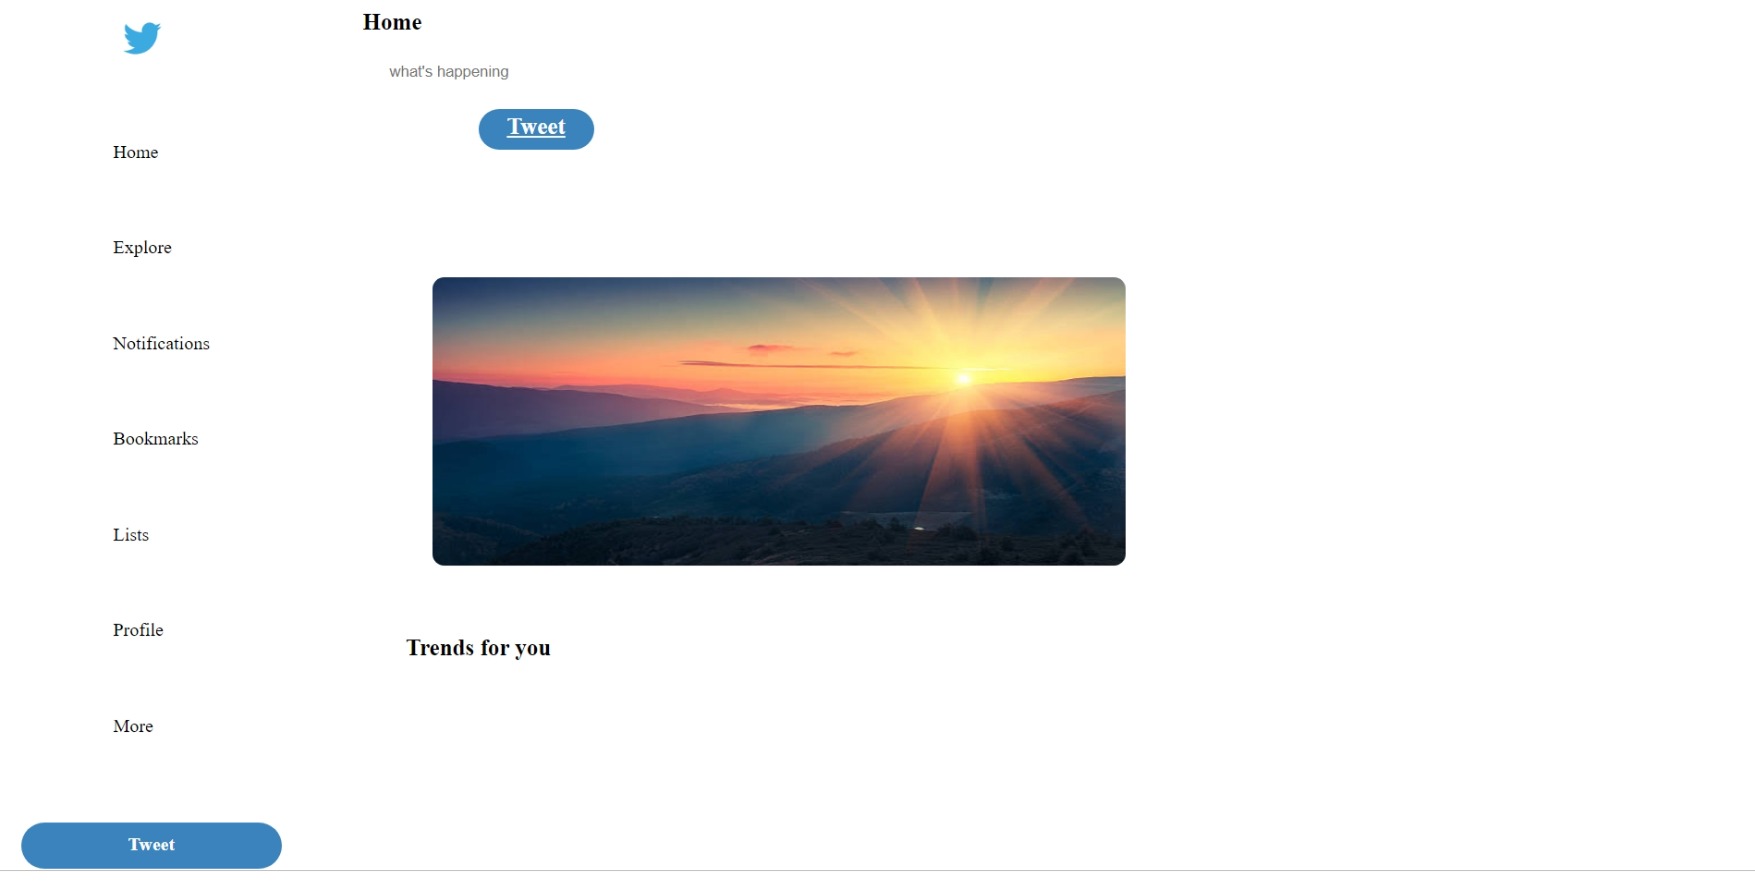 Home
what's happening
Tweet
Home
Explore
Notifications
Bookmarks
Lists
Profile
More
Tweet
Trends for you